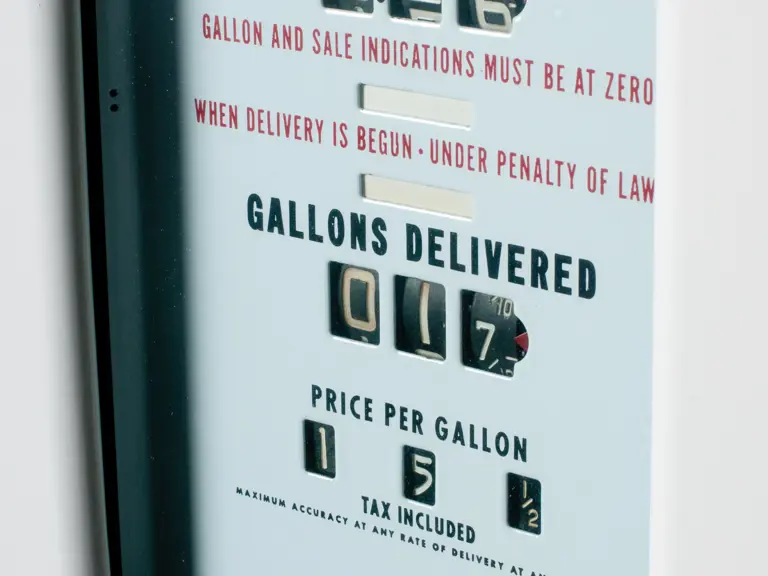 6
GALLON AND SALE INDICATIONS MUST BE AT ZERO
WHEN DELIVERY IS BEGUN · UNDER PENALTY OF LAW
GALLONS DELIVERED
0 1 7 /10
PRICE PER GALLON
1 5 1/2
TAX INCLUDED
MAXIMUM ACCURACY AT ANY RATE OF DELIVERY AT